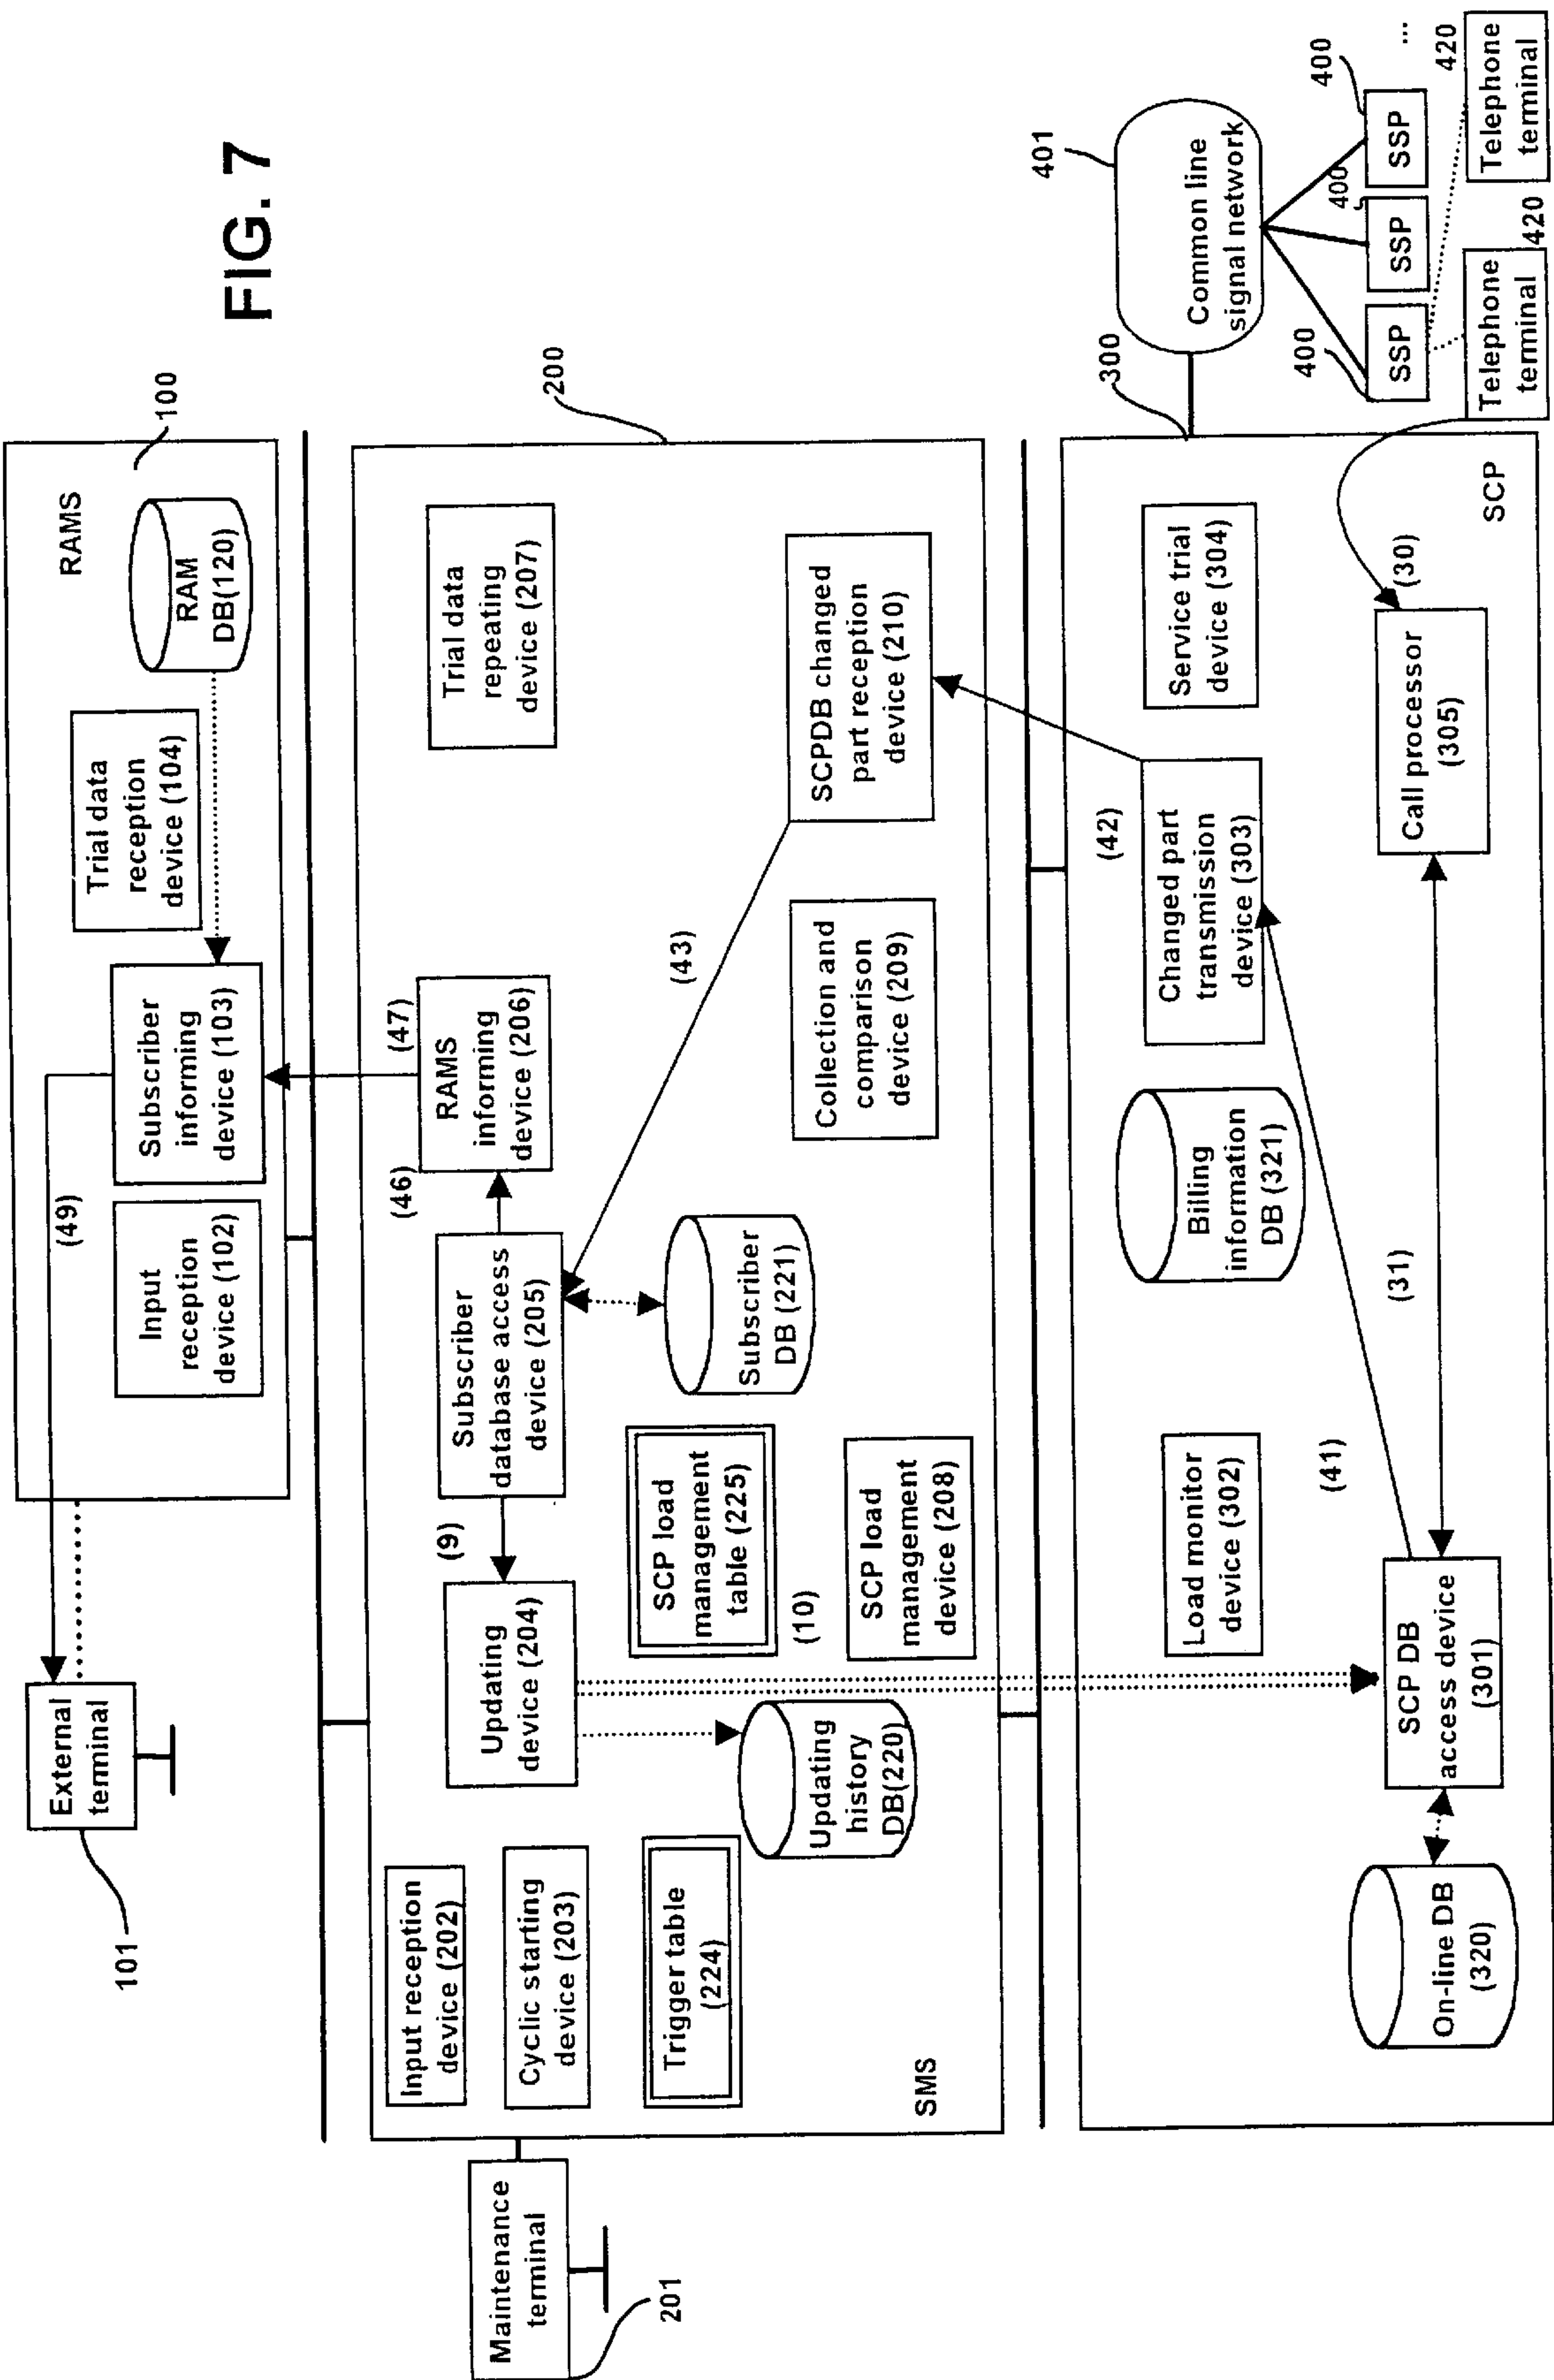 FIG. 7
RAMS
100
RAM
DB(120)
Trial data
reception
device (104)
Subscriber
informing
device (103)
Input
reception
device (102)
(49)
External
terminal
101
200
Trial data
repeating
device (207)
(47)
RAMS
informing
device (206)
(46)
Subscriber
database access
device (205)
(9)
Updating
device (204)
Input reception
device (202)
Cyclic starting
device (203)
Trigger table
(224)
Updating
history
DB(220)
SCP load
management
table (225)
(10)
SCP load
management
device (208)
Subscriber
DB (221)
(43)
Collection and
comparison
device (209)
SCPDB changed
part reception
device (210)
SMS
Maintenance
terminal
201
300
SCP
Service trial
device (304)
(42)
Changed part
transmission
device (303)
Billing
information
DB (321)
Load monitor
device (302)
(41)
(31)
(30)
Call processor
(305)
SCP DB
access device
(301)
On-line DB
(320)
401
Common line
signal network
400
SSP
400
SSP
400
SSP
...
420
Telephone
terminal
420
Telephone
terminal